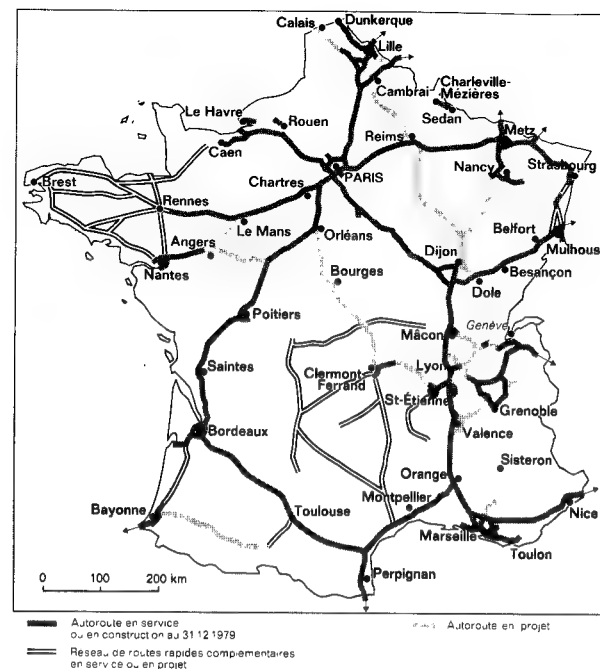 Calais
Dunkerque
Lille
Cambrai
Charleville-
Mézières
Sedan
Le Havre
Rouen
Caen
Reims
Metz
Nancy
Strasbourg
PARIS
Chartres
Brest
Rennes
Le Mans
Orléans
Angers
Nantes
Bourges
Dijon
Belfort
Mulhous
Besançon
Dole
Poitiers
Mâcon
Genève
Saintes
Clermont-
Ferrand
Lyon
St-Étienne
Grenoble
Valence
Bordeaux
Sisteron
Orange
Montpellier
Bayonne
Toulouse
Marseille
Nice
Toulon
Perpignan
0 100 200 km
Autoroute en service
ou en construction au 31.12 1979
Autoroute en projet
Reseau de routes rapides complementaires
en service ou en projet